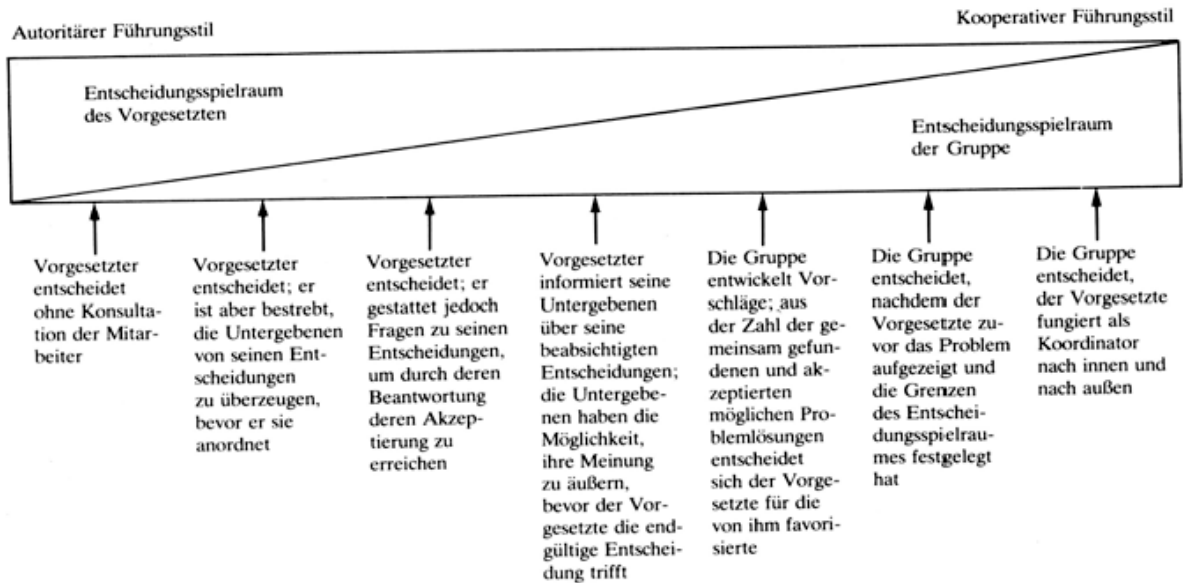 Autoritärer Führungsstil
Kooperativer Führungsstil
Entscheidungsspielraum
des Vorgesetzten
Entscheidungsspielraum
der Gruppe
Vorgesetzter
entscheidet
ohne Konsulta-
tion der Mitar-
beiter
Vorgesetzter
entscheidet; er
ist aber bestrebt,
die Untergebenen
von seinen Ent-
scheidungen
zu überzeugen,
bevor er sie
anordnet
Vorgesetzter
entscheidet; er
gestattet jedoch
Fragen zu seinen
Entscheidungen,
um durch deren
Beantwortung
deren Akzep-
tierung zu
erreichen
Vorgesetzter
informiert seine
Untergebenen
über seine
beabsichtigten
Entscheidungen;
die Untergebe-
nen haben die
Möglichkeit,
ihre Meinung
zu äußern,
bevor der Vor-
gesetzte die end-
gültige Entschei-
dung trifft
Die Gruppe
entwickelt Vor-
schläge; aus
der Zahl der ge-
meinsam gefun-
denen und ak-
zeptierten
möglichen Pro-
blemlösungen
entscheidet
sich der Vorge-
setzte für die
von ihm favori-
sierte
Die Gruppe
entscheidet,
nachdem der
Vorgesetzte zu-
vor das Problem
aufgezeigt und
die Grenzen
des Entschei-
dungsspielrau-
mes festgelegt
hat
Die Gruppe
entscheidet,
der Vorgesetzte
fungiert als
Koordinator
nach innen und
nach außen